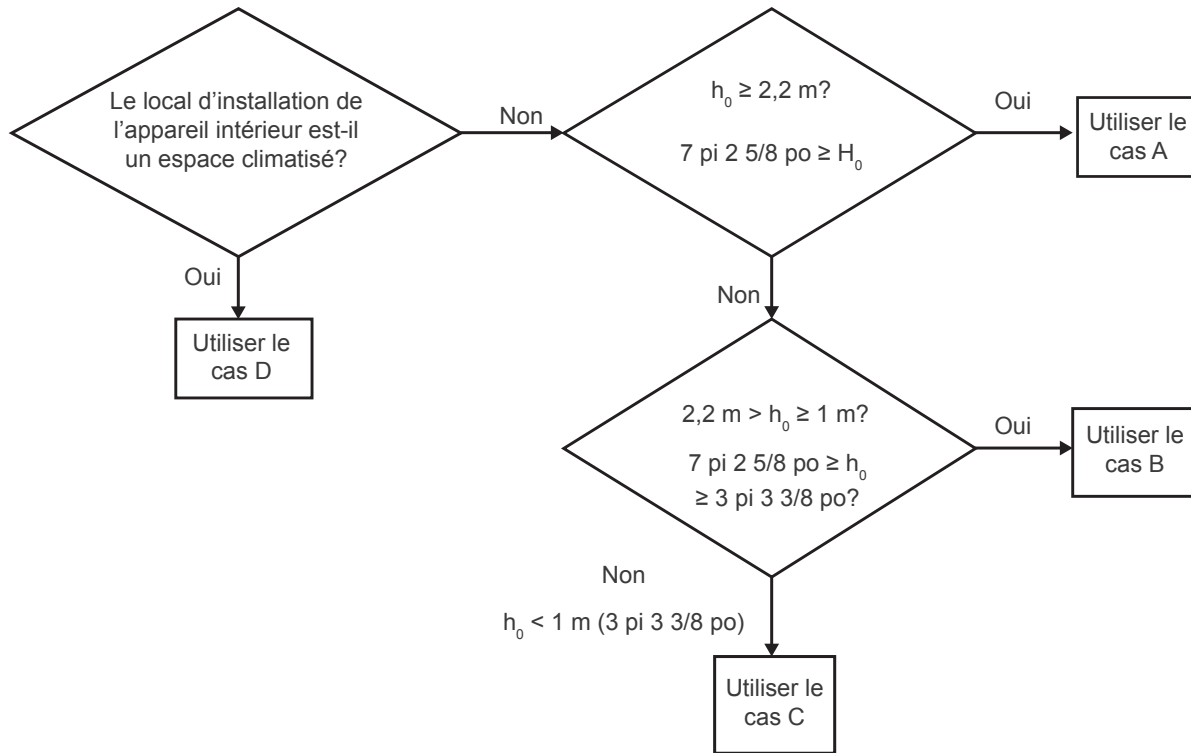 Le local d’installation de
l’appareil intérieur est-il
un espace climatisé?
Non
h₀ ≥ 2,2 m?
7 pi 2 5/8 po ≥ H₀
Oui
Utiliser le
cas A
Oui
Utiliser le
cas D
Non
2,2 m > h₀ ≥ 1 m?
7 pi 2 5/8 po ≥ h₀
≥ 3 pi 3 3/8 po?
Oui
Utiliser le
cas B
Non
h₀ < 1 m (3 pi 3 3/8 po)
Utiliser le
cas C